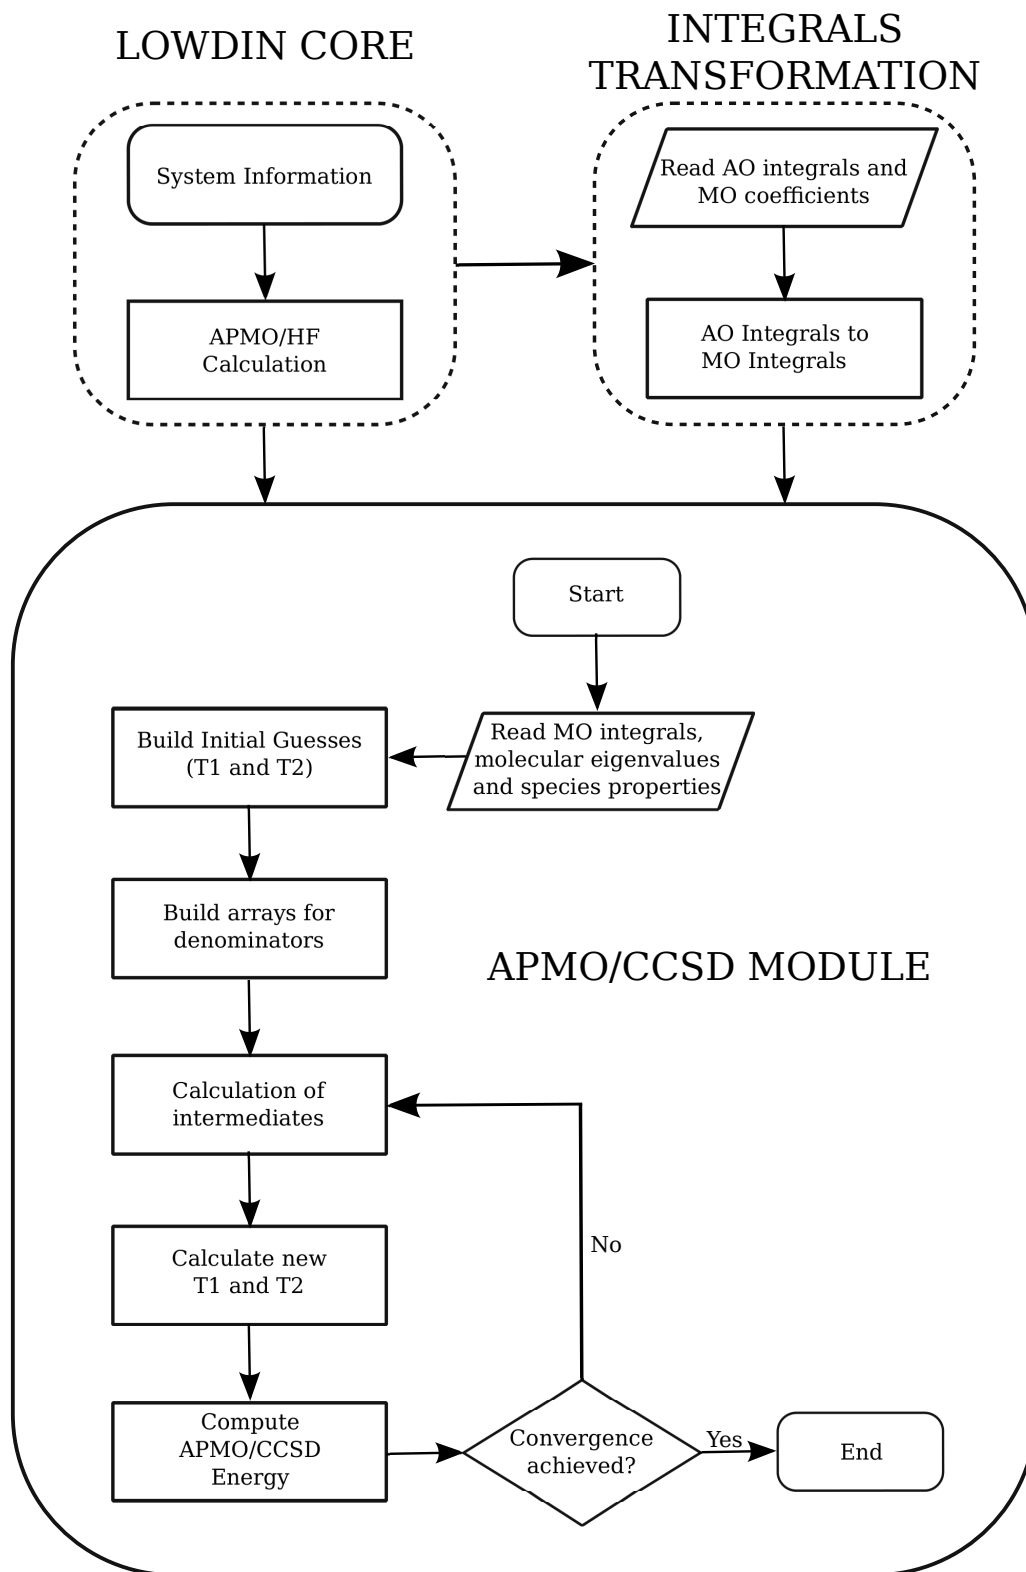 LOWDIN CORE
INTEGRALS
TRANSFORMATION
System Information
APMO/HF
Calculation
Read AO integrals and
MO coefficients
AO Integrals to
MO Integrals
Start
Read MO integrals,
molecular eigenvalues
and species properties
Build Initial Guesses
(T1 and T2)
Build arrays for
denominators
APMO/CCSD MODULE
Calculation of
intermediates
No
Calculate new
T1 and T2
Compute
APMO/CCSD
Energy
Convergence
achieved?
Yes
End